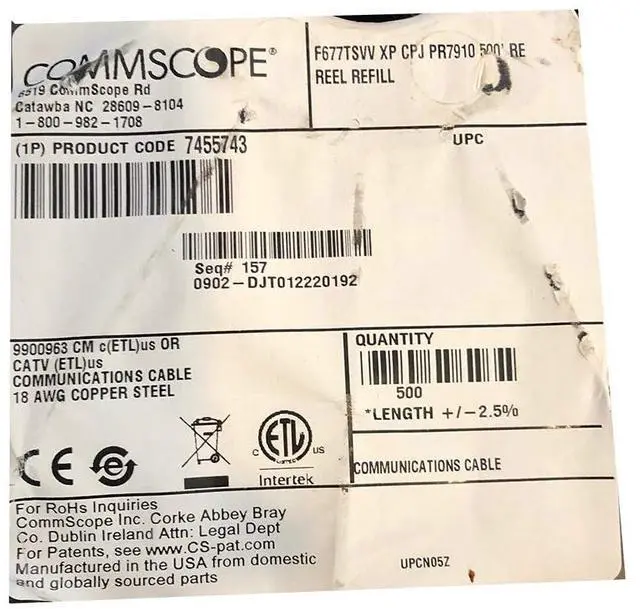 COMMSCOPE®
6519 CommScope Rd
Catawba NC 28609-8104
1-800-982-1708
F677TSVV XP CPJ PR7910 500' RE
REEL REFILL
(1P) PRODUCT CODE 7455743
UPC
Seq# 157
0902-DJT012220192
9900963 CM c(ETL)us OR
CATV (ETL)us
COMMUNICATIONS CABLE
18 AWG COPPER STEEL
QUANTITY
500
*LENGTH +/-2.5%
CE
e
c ETL us
Intertek
COMMUNICATIONS CABLE
For RoHs Inquiries
CommScope Inc. Corke Abbey Bray
Co. Dublin Ireland Attn: Legal Dept
For Patents, see www.CS-pat.com
Manufactured in the USA from domestic
and globally sourced parts
UPCN05Z